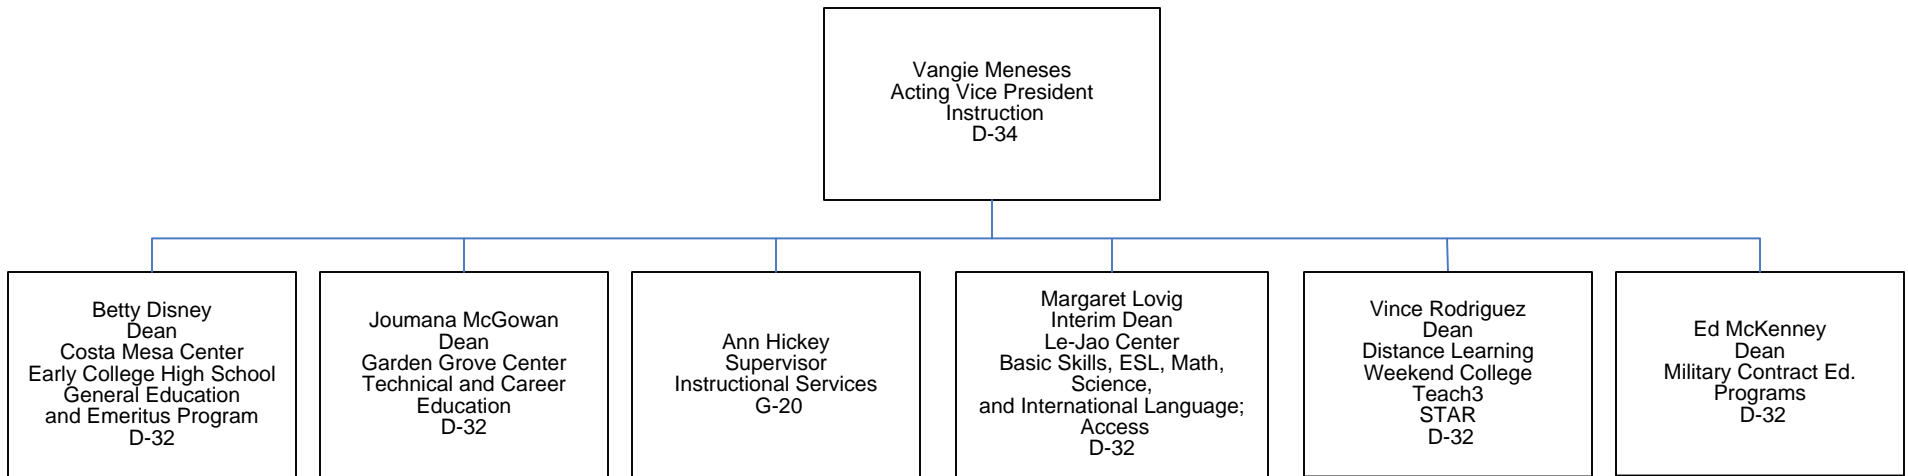 Vangie Meneses
Acting Vice President
Instruction
D-34
Betty Disney
Dean
Costa Mesa Center
Early College High School
General Education
and Emeritus Program
D-32
Joumana McGowan
Dean
Garden Grove Center
Technical and Career
Education
D-32
Ann Hickey
Supervisor
Instructional Services
G-20
Margaret Lovig
Interim Dean
Le-Jao Center
Basic Skills, ESL, Math,
Science,
and International Language;
Access
D-32
Vince Rodriguez
Dean
Distance Learning
Weekend College
Teach3
STAR
D-32
Ed McKenney
Dean
Military Contract Ed.
Programs
D-32